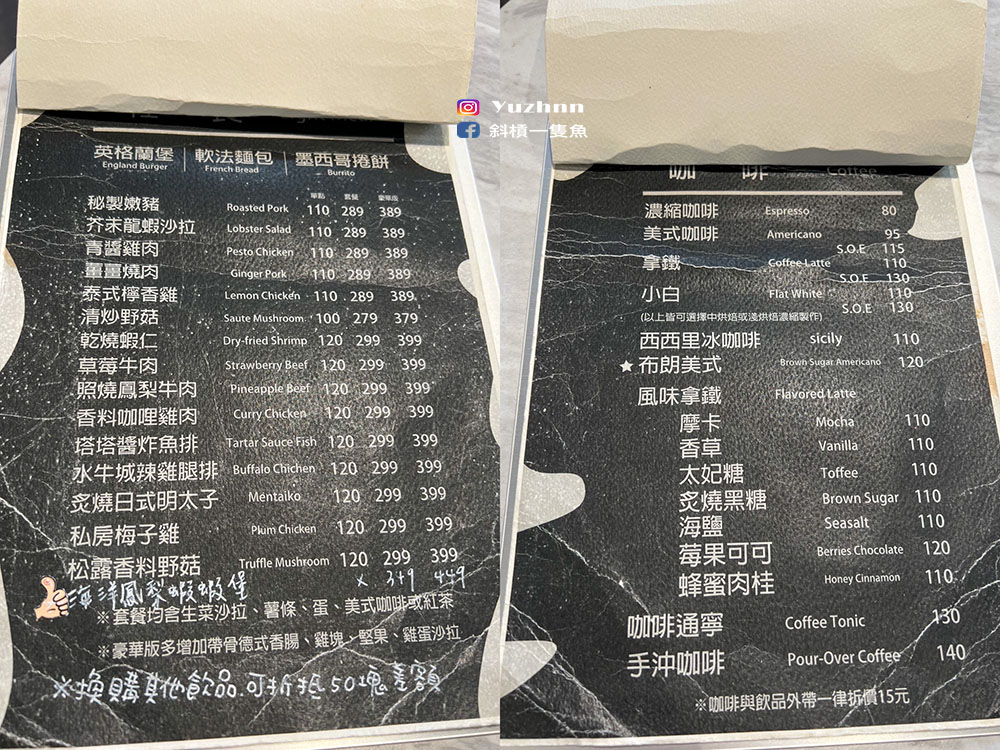 Yuzhnn
斜槓一隻魚
英格蘭堡 England Burger | 軟法麵包 French Bread | 墨西哥捲餅 Burrito
單點 套餐 豪華版
秘製嫩豬 Roasted Pork 110 289 389
芥末龍蝦沙拉 Lobster Salad 110 289 389
青醬雞肉 Pesto Chicken 110 289 389
薑薑燒肉 Ginger Pork 110 289 389
泰式檸香雞 Lemon Chicken 110 289 389
清炒野菇 Saute Mushroom 100 279 379
乾燒蝦仁 Dry-fried Shrimp 120 299 399
草莓牛肉 Strawberry Beef 120 299 399
照燒鳳梨牛肉 Pineapple Beef 120 299 399
香料咖哩雞肉 Curry Chicken 120 299 399
塔塔醬炸魚排 Tartar Sauce Fish 120 299 399
水牛城辣雞腿排 Buffalo Chichen 120 299 399
炙燒日式明太子 Mentaiko 120 299 399
私房梅子雞 Plum Chicken 120 299 399
松露香料野菇 Truffle Mushroom 120 299 399
海洋鳳梨蝦蝦堡 x 349 449
※套餐均含生菜沙拉、薯條、蛋、美式咖啡或紅茶
※豪華版多增加帶骨德式香腸、雞塊、堅果、雞蛋沙拉
※換購其他飲品可折抵50塊差額
咖啡 Coffee
濃縮咖啡 Espresso 80
美式咖啡 Americano 95
S.O.E 115
拿鐵 Coffee Latte 110
S.O.E 130
小白 Flat White 110
S.O.E 130
(以上皆可選擇中烘焙或淺烘焙濃縮製作)
西西里冰咖啡 sicily 110
★布朗美式 Brown Sugar Americano 120
風味拿鐵 Flavored Latte
摩卡 Mocha 110
香草 Vanilla 110
太妃糖 Toffee 110
炙燒黑糖 Brown Sugar 110
海鹽 Seasalt 110
莓果可可 Berries Chocolate 120
蜂蜜肉桂 Honey Cinnamon 110
咖啡通寧 Coffee Tonic 130
手沖咖啡 Pour-Over Coffee 140
※咖啡與飲品外帶一律折價15元